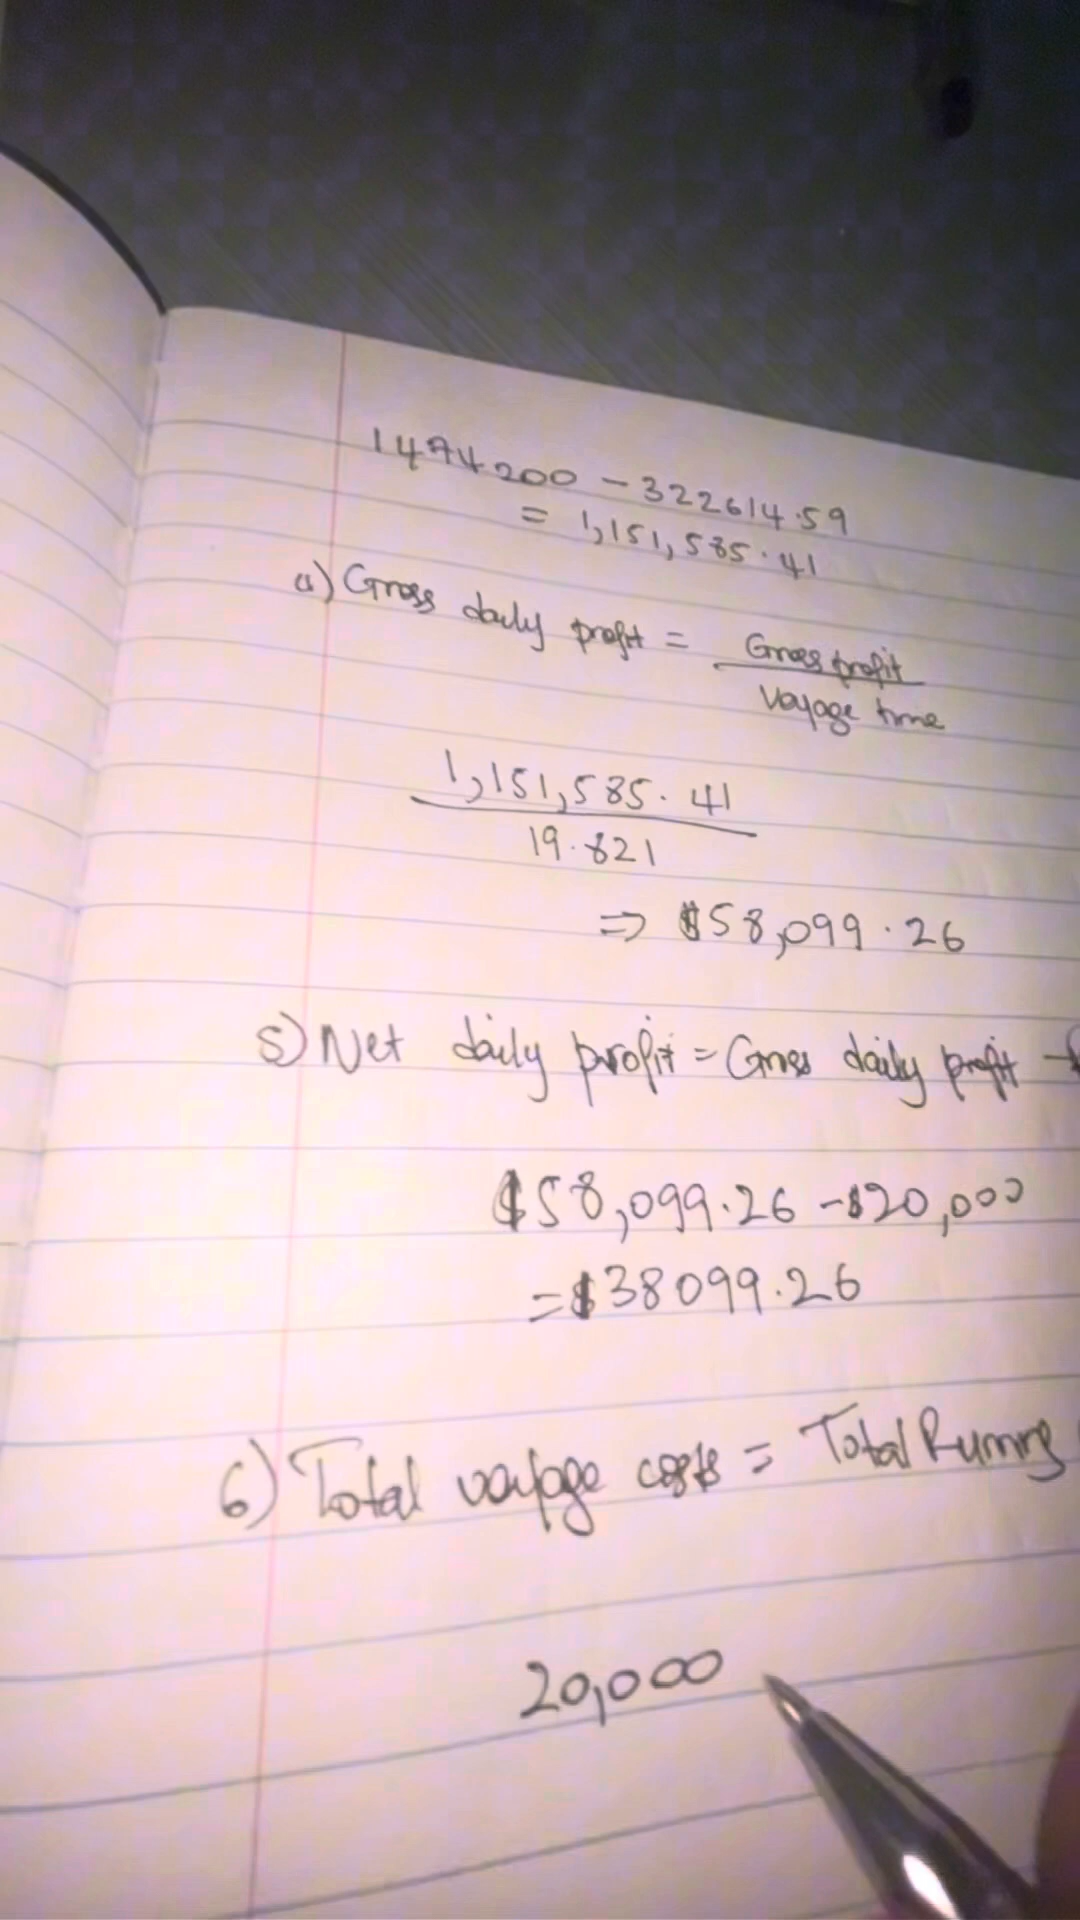 1474200 - 322614.59
= 1,151,585.41
4) Gross daily profit = Gross profit
Voyage time
1,151,585.41
19.821
⇒ $58,099.26
5) Net daily profit = Gross daily profit -
$58,099.26 - $20,000
= $38099.26
6) Total voyage costs = Total Running
20,000